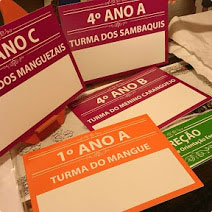 ANO C
DOS MANGUEZAIS
4º ANO A
TURMA DOS SAMBAQUIS
4º ANO B
TURMA DO MENINO CARANGUEJO
1º ANO A
TURMA DO MANGUE
REÇÃO
Orientação